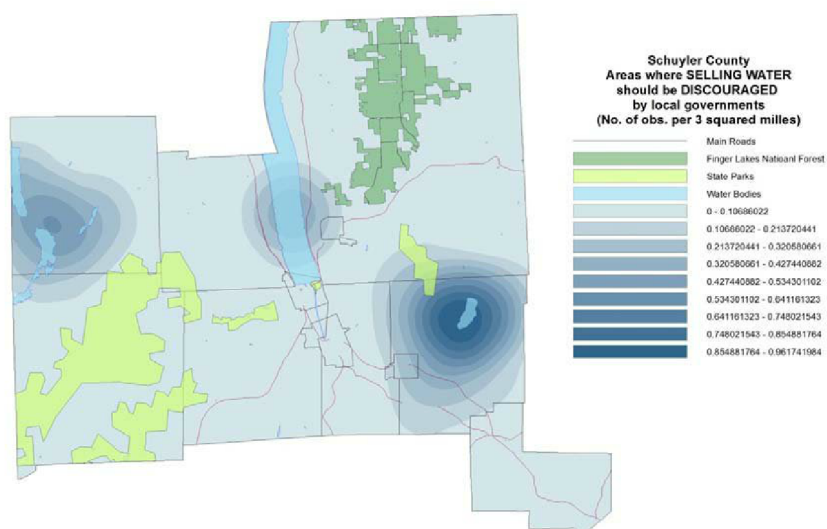 Schuyler County
Areas where SELLING WATER
should be DISCOURAGED
by local governments
(No. of obs. per 3 squared milles)
Main Roads
Finger Lakes Natioanl Forest
State Parks
Water Bodies
0 - 0.10686022
0.10686022 - 0.213720441
0.213720441 - 0.320580661
0.320580661 - 0.427440882
0.427440882 - 0.534301102
0.534301102 - 0.641161323
0.641161323 - 0.748021543
0.748021543 - 0.854881764
0.854881764 - 0.961741984